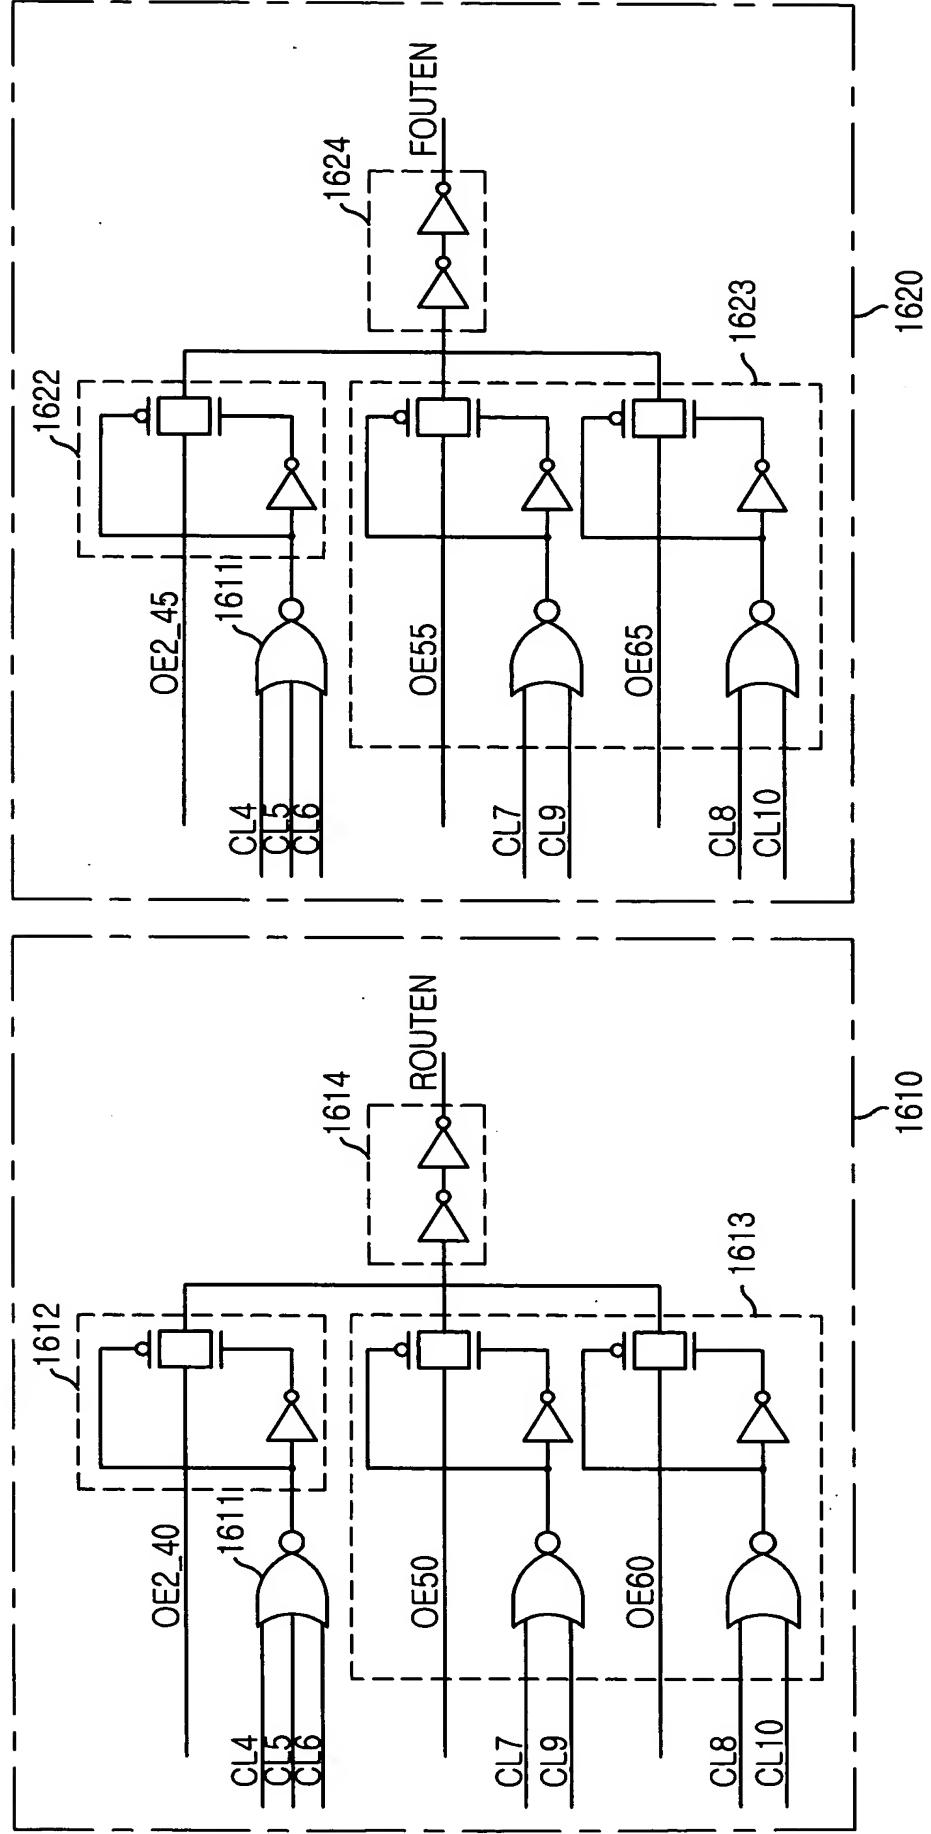 1612
OE2_40
1611
CL4
CL5
CL6
1614
ROUTEN
OE50
CL7
CL9
OE60
CL8
CL10
1613
1610
1622
OE2_45
1611
CL4
CL5
CL6
1624
FOUTEN
OE55
CL7
CL9
OE65
CL8
CL10
1623
1620